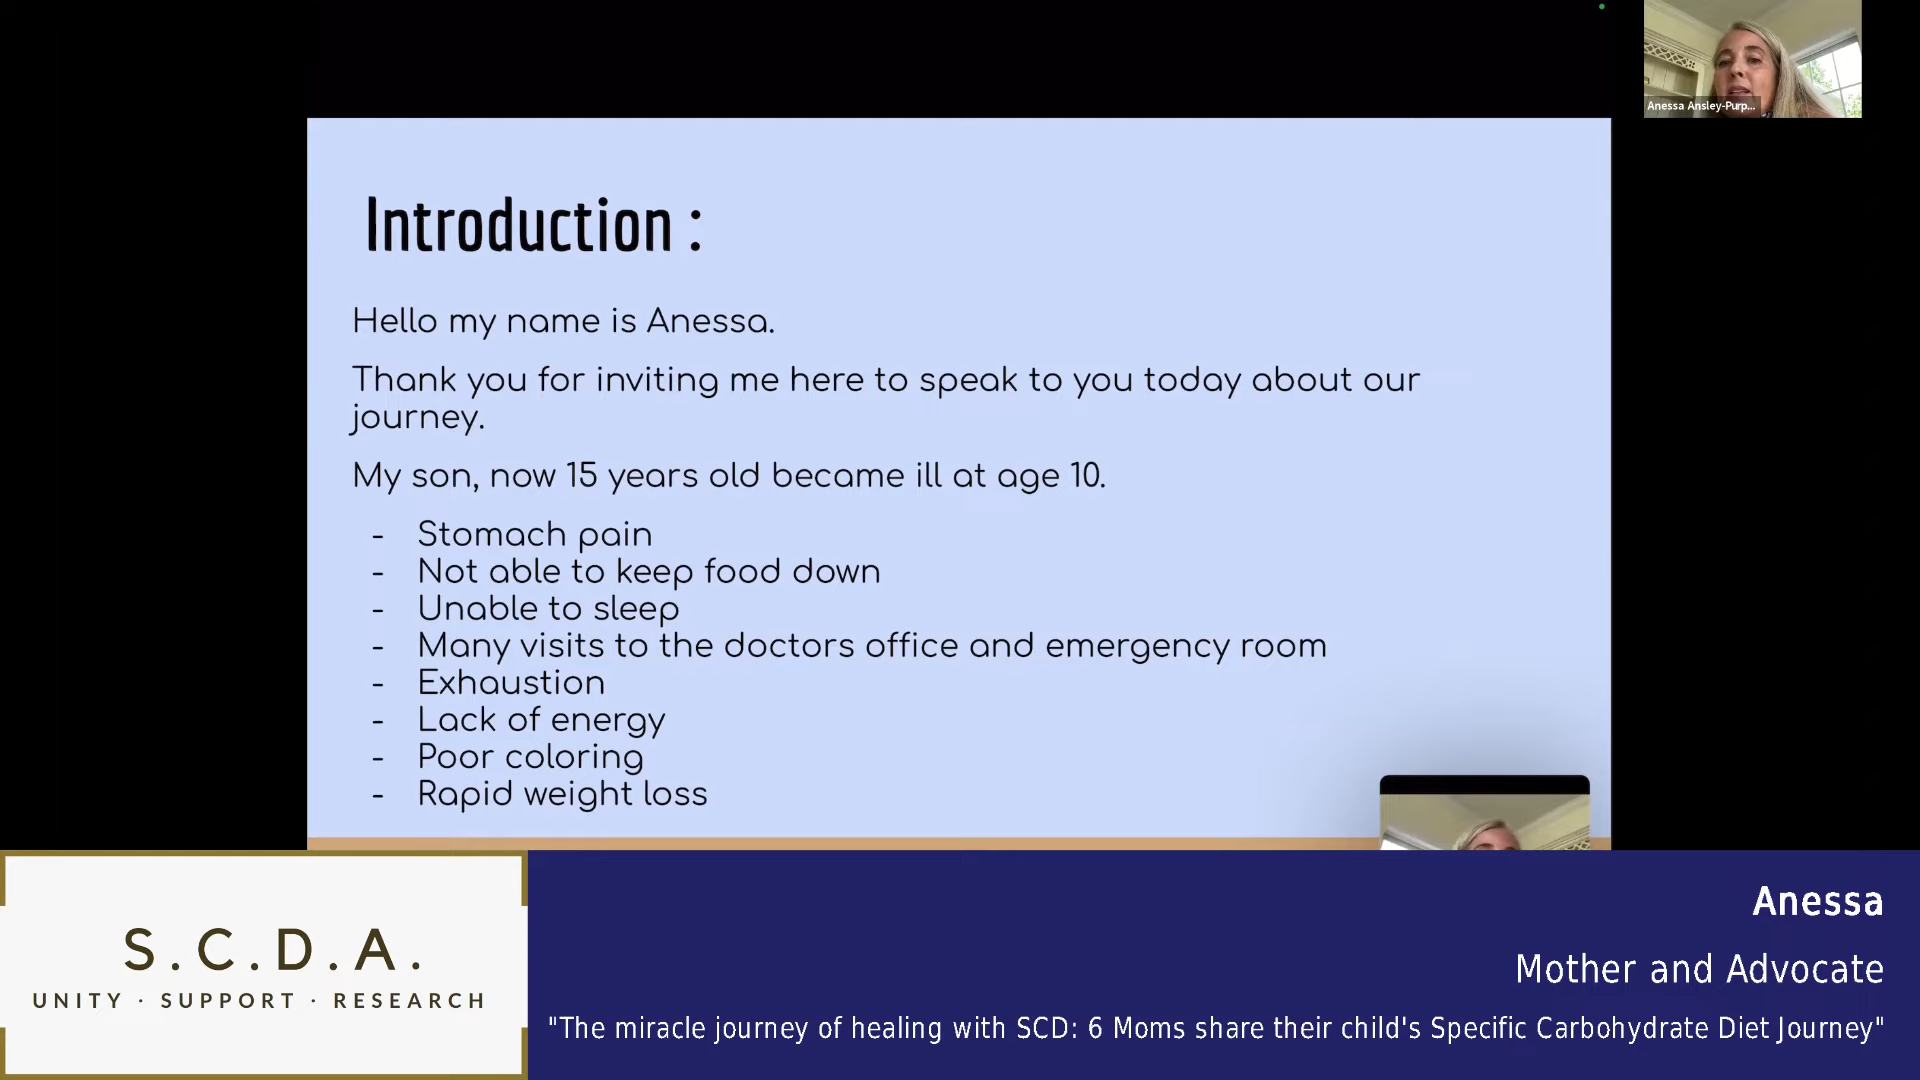 Anessa Ansley-Purp...
Introduction :
Hello my name is Anessa.
Thank you for inviting me here to speak to you today about our
journey.
My son, now 15 years old became ill at age 10.
- Stomach pain
- Not able to keep food down
- Unable to sleep
- Many visits to the doctors office and emergency room
- Exhaustion
- Lack of energy
- Poor coloring
- Rapid weight loss
S.C.D.A.
UNITY · SUPPORT · RESEARCH
Anessa
Mother and Advocate
"The miracle journey of healing with SCD: 6 Moms share their child's Specific Carbohydrate Diet Journey"